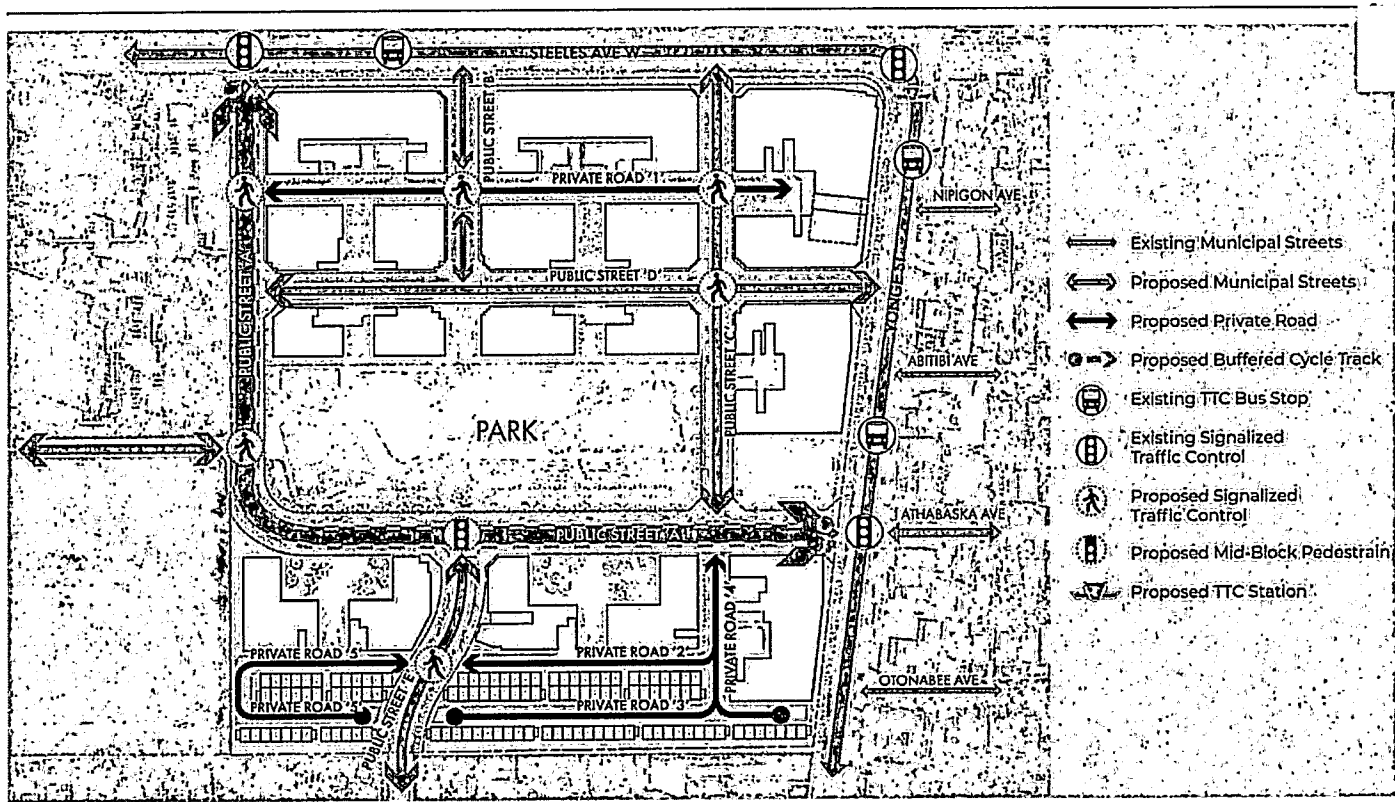 STEELES AVE W
PUBLIC STREET 'B'
PRIVATE ROAD '1'
NIPIGON AVE
PUBLIC STREET 'D'
PUBLIC STREET 'A'
YONGE ST
PUBLIC STREET 'C'
ABITIBI AVE
PARK
PUBLIC STREET 'A'
ATHABASKA AVE
PRIVATE ROAD '4'
PRIVATE ROAD '5'
PRIVATE ROAD '2'
OTONABEE AVE
PRIVATE ROAD '5'
PRIVATE ROAD '3'
PUBLIC STREET 'E'
Existing Municipal Streets
Proposed Municipal Streets
Proposed Private Road
Proposed Buffered Cycle Track
Existing TTC Bus Stop
Existing Signalized
Traffic Control
Proposed Signalized
Traffic Control
Proposed Mid-Block Pedestrain
Proposed TTC Station